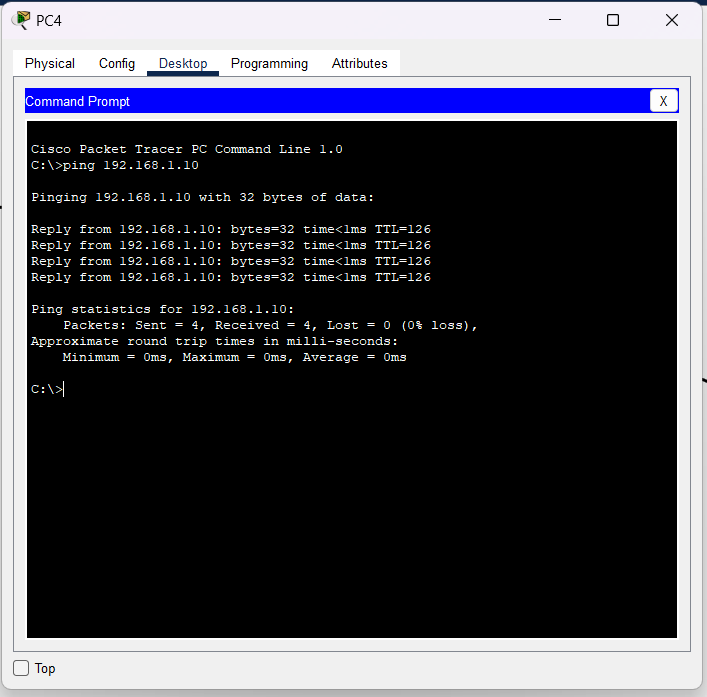 PC4
Physical Config Desktop Programming Attributes
Command Prompt X
Cisco Packet Tracer PC Command Line 1.0
C:\>ping 192.168.1.10
Pinging 192.168.1.10 with 32 bytes of data:
Reply from 192.168.1.10: bytes=32 time<1ms TTL=126
Reply from 192.168.1.10: bytes=32 time<1ms TTL=126
Reply from 192.168.1.10: bytes=32 time<1ms TTL=126
Reply from 192.168.1.10: bytes=32 time<1ms TTL=126
Ping statistics for 192.168.1.10:
Packets: Sent = 4, Received = 4, Lost = 0 (0% loss),
Approximate round trip times in milli-seconds:
Minimum = 0ms, Maximum = 0ms, Average = 0ms
C:\>
Top